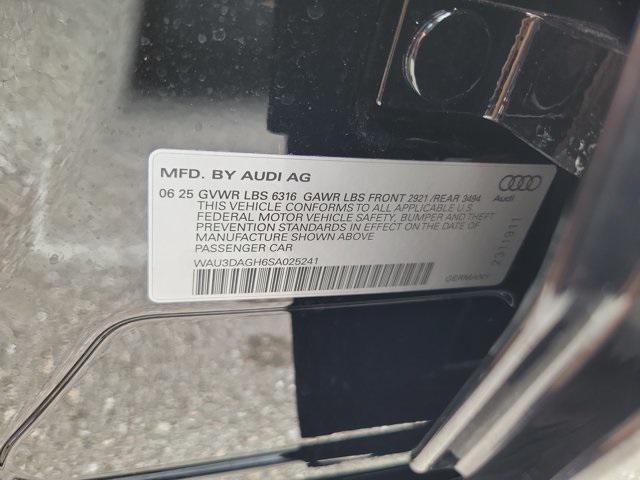 MFD. BY AUDI AG
06 25 GVWR LBS 6316 GAWR LBS FRONT 2921 /REAR 3494
THIS VEHICLE CONFORMS TO ALL APPLICABLE U.S.
FEDERAL MOTOR VEHICLE SAFETY, BUMPER AND THEFT
PREVENTION STANDARDS IN EFFECT ON THE DATE OF
MANUFACTURE SHOWN ABOVE
PASSENGER CAR
WAU3DAGH6SA025241
GERMANY
Audi
2311911